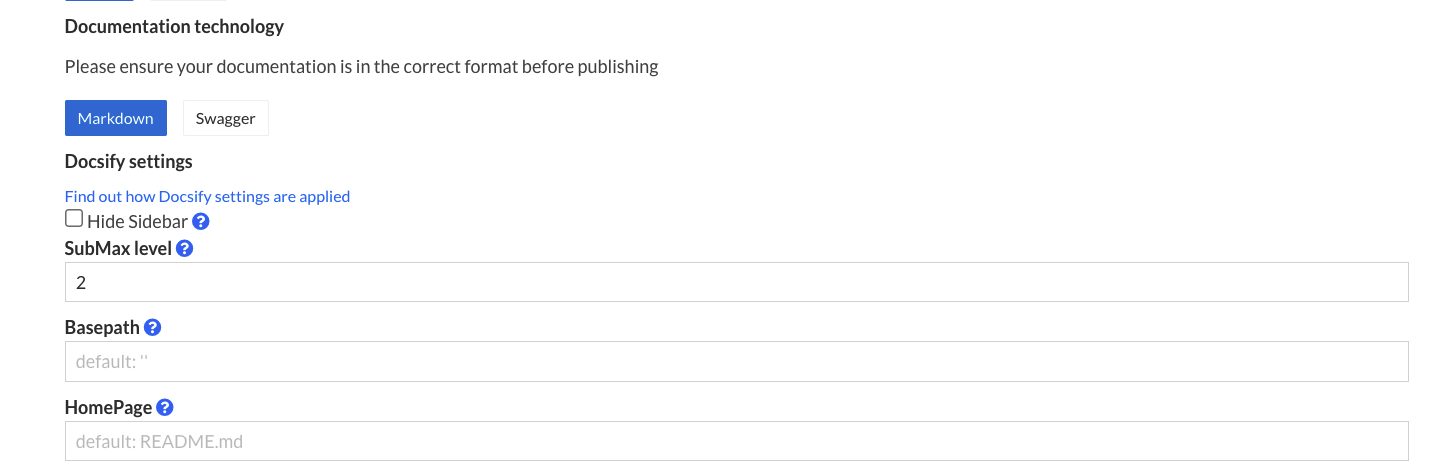 Documentation technology
Please ensure your documentation is in the correct format before publishing
Markdown Swagger
Docsify settings
Find out how Docsify settings are applied
Hide Sidebar ?
SubMax level ?
2
Basepath ?
default: ''
HomePage ?
default: README.md